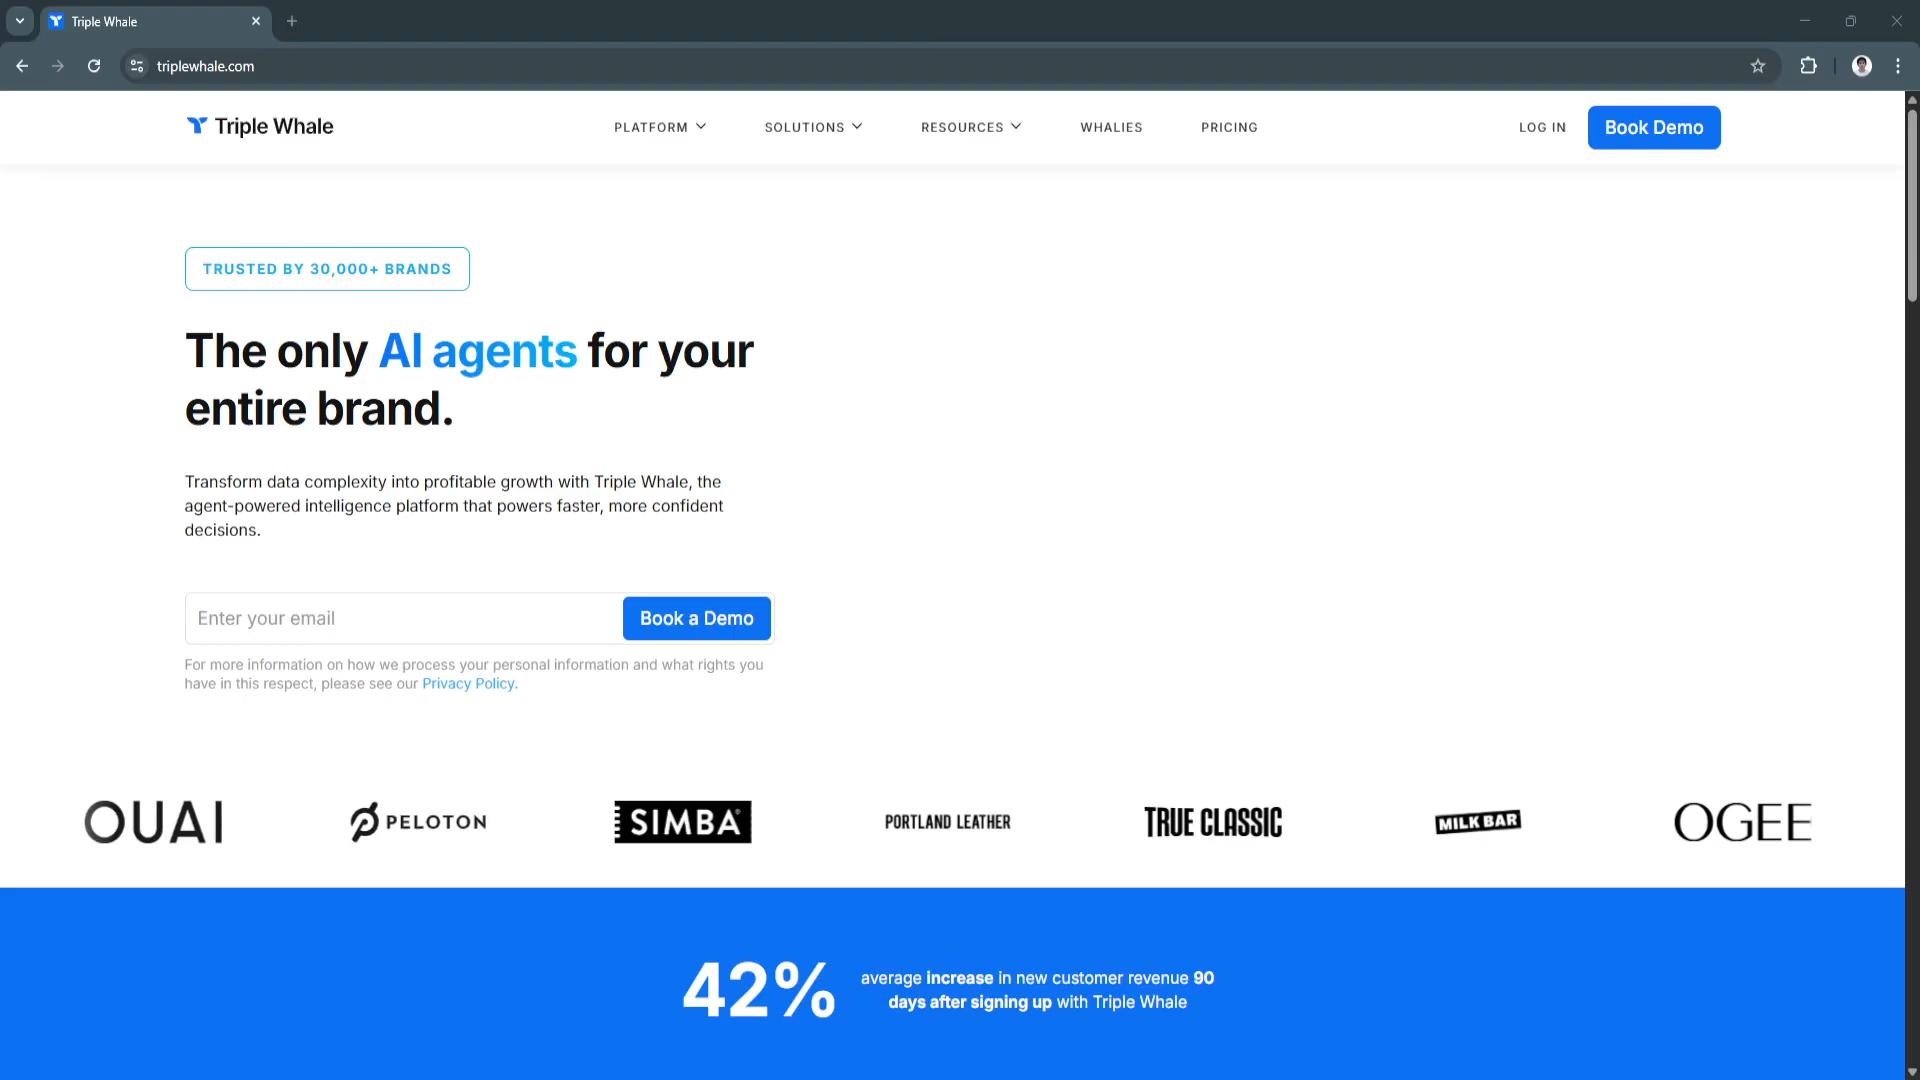 Triple Whale
triplewhale.com
Triple Whale
PLATFORM
SOLUTIONS
RESOURCES
WHALIES
PRICING
LOG IN
Book Demo
TRUSTED BY 30,000+ BRANDS
The only AI agents for your
entire brand.
Transform data complexity into profitable growth with Triple Whale, the
agent-powered intelligence platform that powers faster, more confident
decisions.
Enter your email
Book a Demo
For more information on how we process your personal information and what rights you
have in this respect, please see our Privacy Policy.
OUAI
PELOTON
SIMBA
PORTLAND LEATHER
TRUE CLASSIC
MILK BAR
OGEE
42%
average increase in new customer revenue 90
days after signing up with Triple Whale